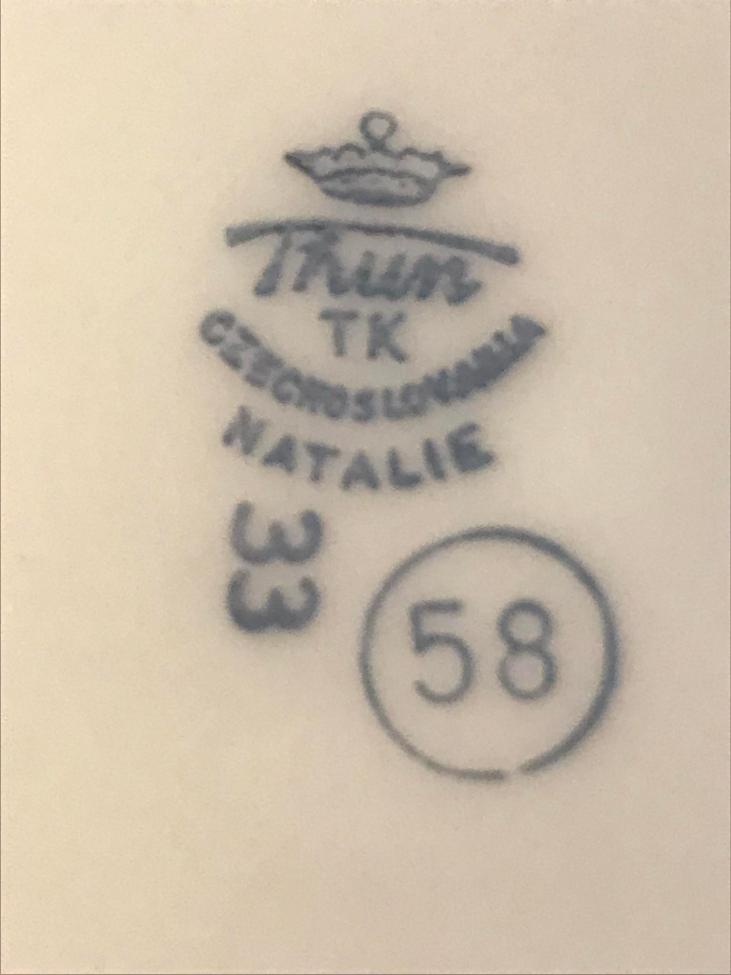 Thun
TK
CZECHOSLOVAKIA
NATALIE
33
58